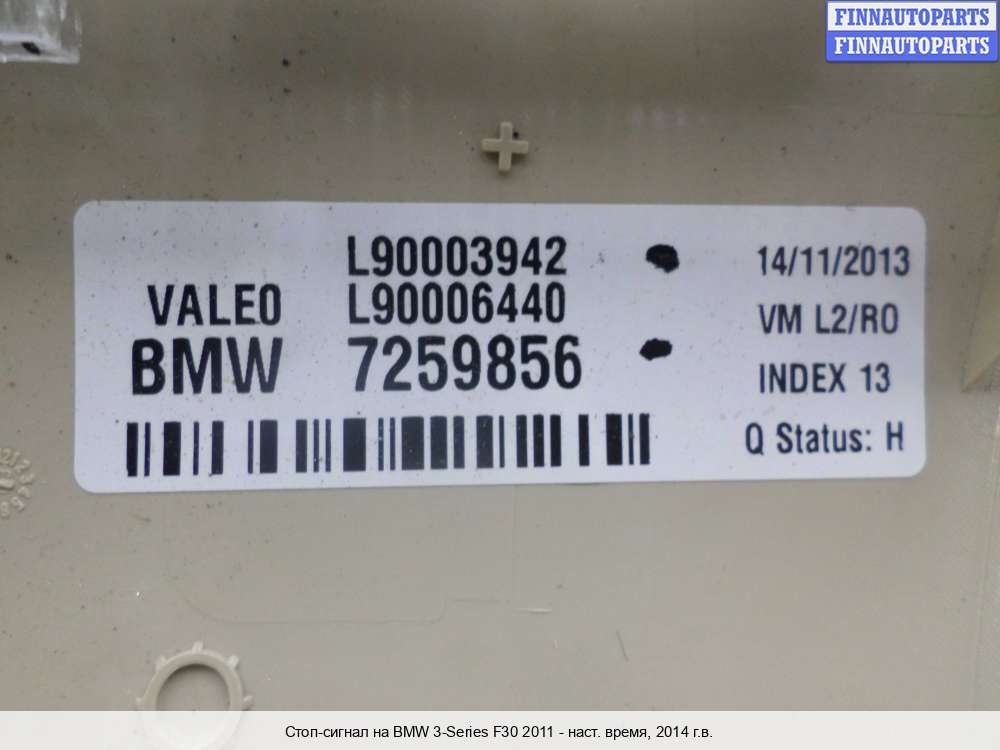 FINNAUTOPARTS
FINNAUTOPARTS
L90003942
VALEO L90006440
BMW 7259856
14/11/2013
VM L2/RO
INDEX 13
Q Status: H
Стоп-сигнал на BMW 3-Series F30 2011 - наст. время, 2014 г.в.